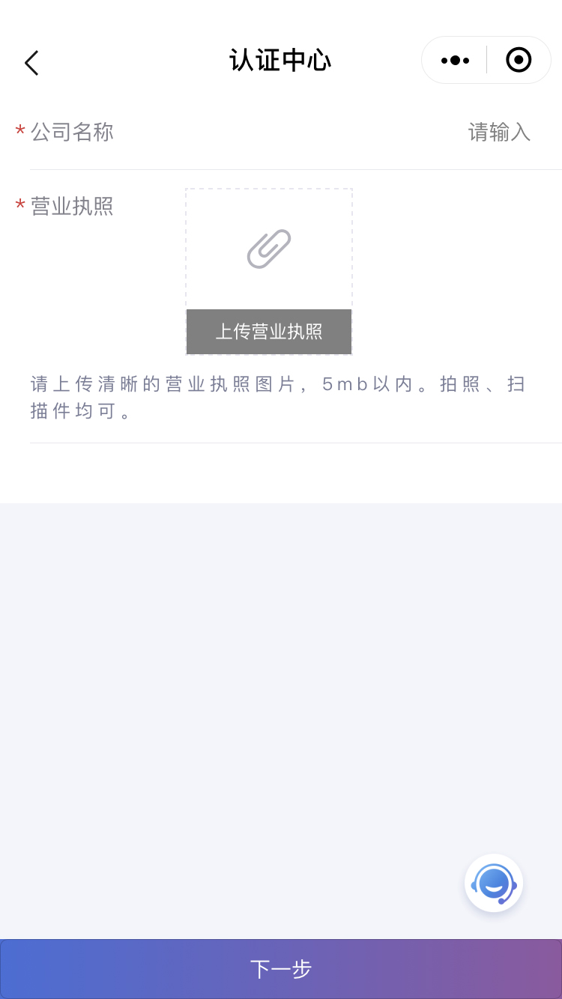 认证中心
*公司名称 请输入
*营业执照
上传营业执照
请上传清晰的营业执照图片，5mb以内。拍照、扫
描件均可。
下一步